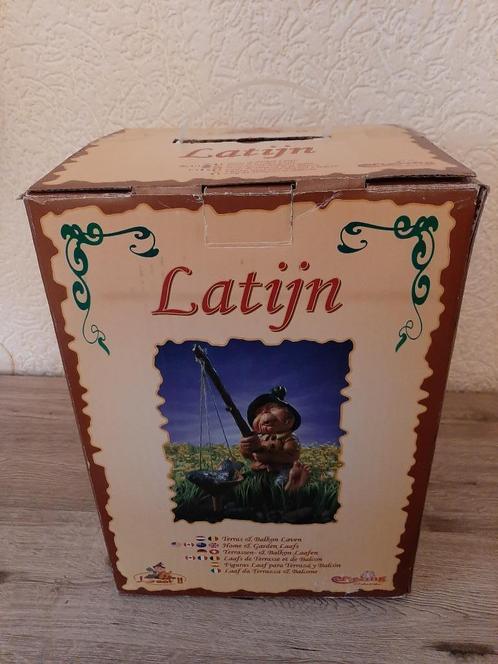 Latijn
Latijn
Terras & Balkon Laven
Home & Garden Laafs
Terrassen- & Balkon Laafen
Laafs de Terrasse et de Balcon
Figuras Laaf para Terraza y Balcón
Laaf da Terrazza & Balcone
Efteling